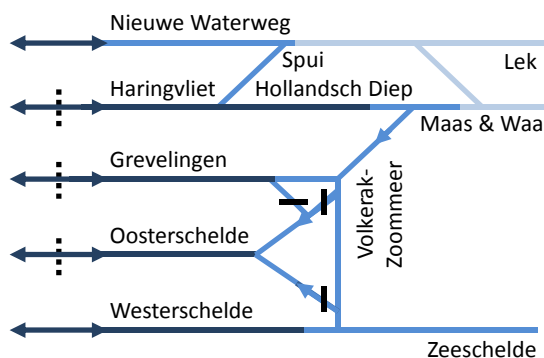 Nieuwe Waterweg
Spui
Lek
Haringvliet
Hollandsch Diep
Maas & Waa
Grevelingen
Volkerak-
Zoommeer
Oosterschelde
Westerschelde
Zeeschelde